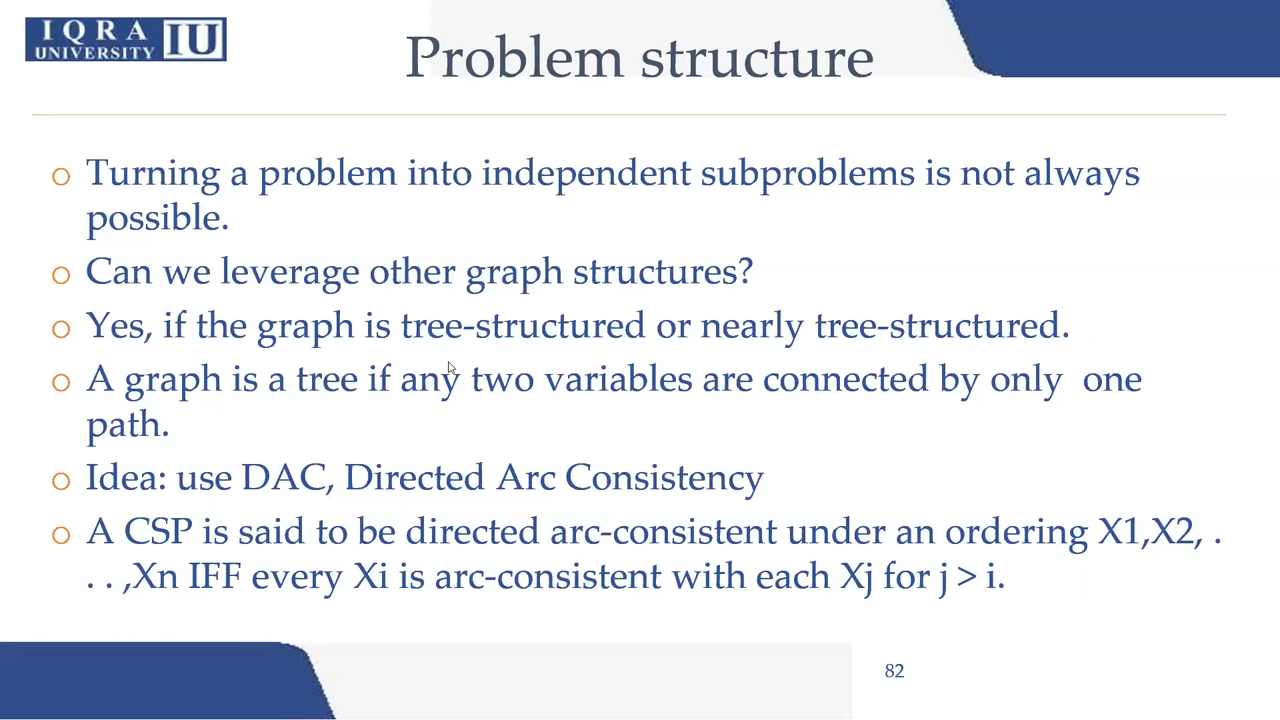 IQRA
UNIVERSITY IU
Problem structure
o Turning a problem into independent subproblems is not always
possible.
o Can we leverage other graph structures?
o Yes, if the graph is tree-structured or nearly tree-structured.
o A graph is a tree if any two variables are connected by only one
path.
o Idea: use DAC, Directed Arc Consistency
o A CSP is said to be directed arc-consistent under an ordering X1,X2, .
. . ,Xn IFF every Xi is arc-consistent with each Xj for j > i.
82